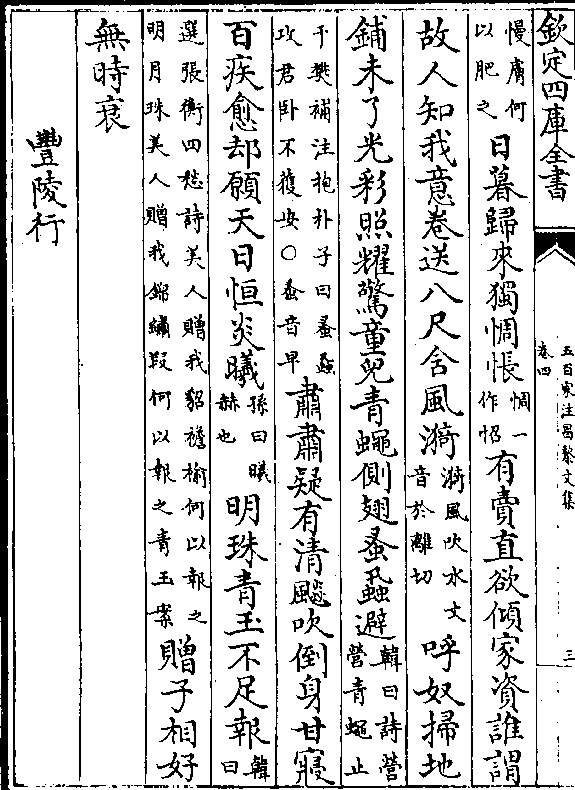 欽定四庫全書
五百家注昌黎文集
卷四
三
慢膚何
以肥之
日暮歸來獨惆悵
惆一
作怊
有賣直欲傾家資誰謂
故人知我意卷送八尺含風漪
漪風吹水文
音於離切
呼奴掃地
鋪未了光彩照耀驚童兒青蠅側翅蚤蝨避
韓曰詩營
營青蠅止
于樊補注抱朴子曰蚤蝨
攻君卧不獲安○蚤音早
肅肅疑有清飈吹倒身甘寢
百疾愈却願天日恒炎曦
孫曰曦
赫也
明珠青玉不足報
韓曰
選張衡四愁詩美人贈我貂襜褕何以報之
明月珠美人贈我錦繡段何以報之青玉案
贈子相好
無時衰
豐陵行